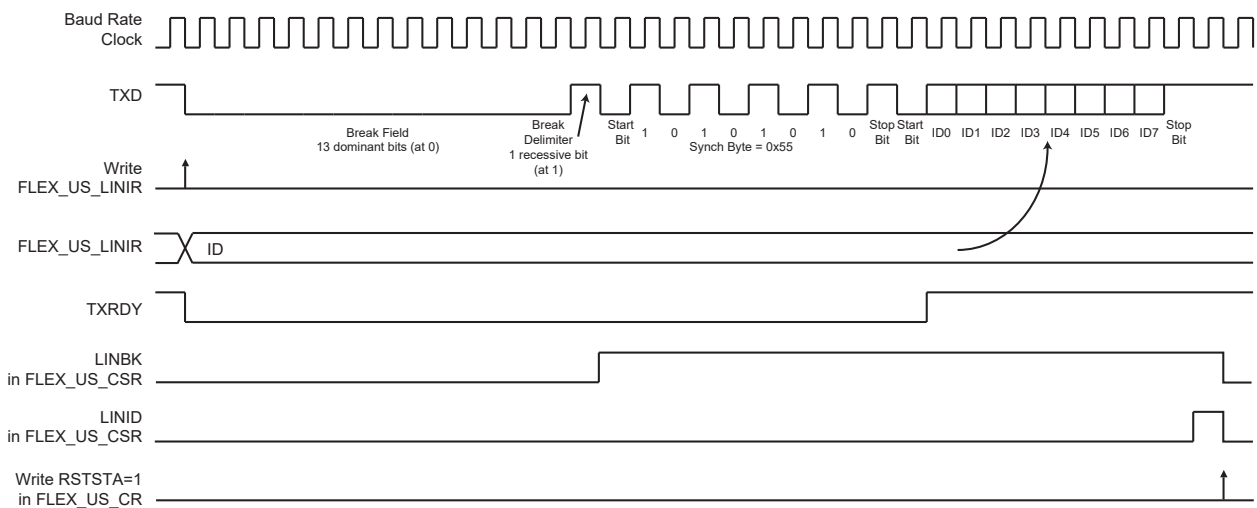 Baud Rate
Clock
TXD
Break Field
13 dominant bits (at 0)
Break
Delimiter
1 recessive bit
(at 1)
Start
Bit
1 0 1 0 1 0 1 0
Synch Byte = 0x55
Stop
Bit
Start
Bit
ID0 ID1 ID2 ID3 ID4 ID5 ID6 ID7
Stop
Bit
Write
FLEX_US_LINIR
FLEX_US_LINIR
ID
TXRDY
LINBK
in FLEX_US_CSR
LINID
in FLEX_US_CSR
Write RSTSTA=1
in FLEX_US_CR